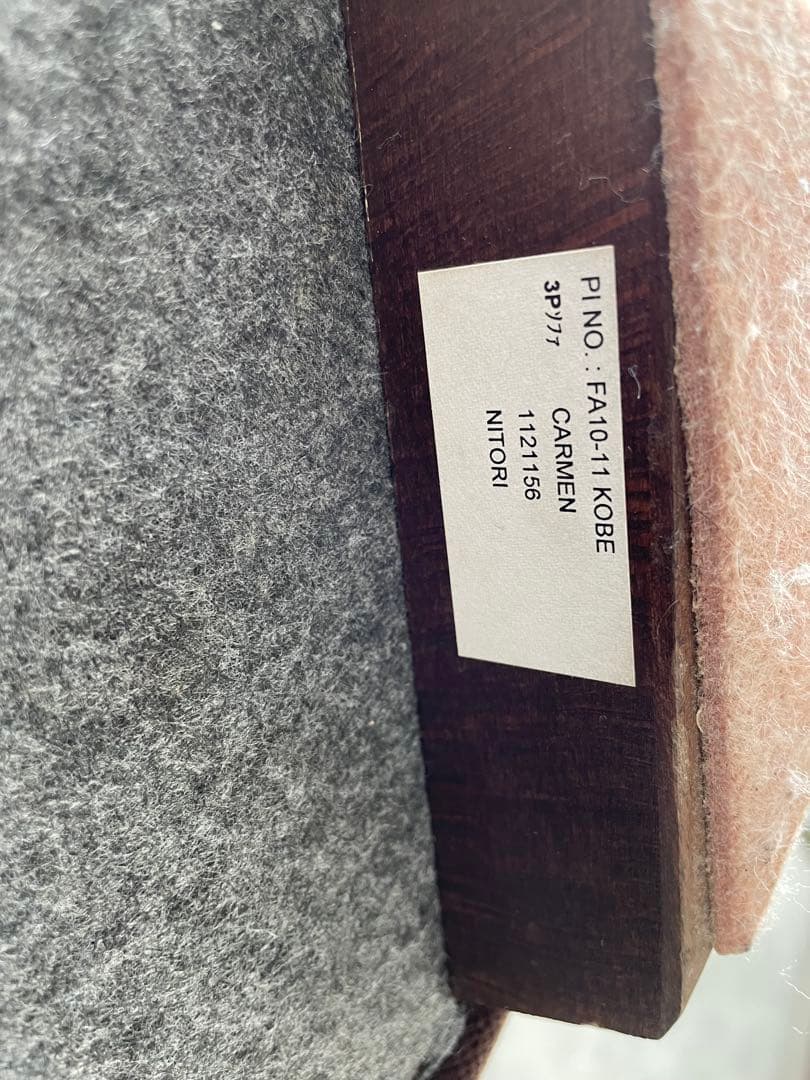 PI NO. : FA10-11 KOBE
3Pｿﾌｧ CARMEN
1121156
NITORI